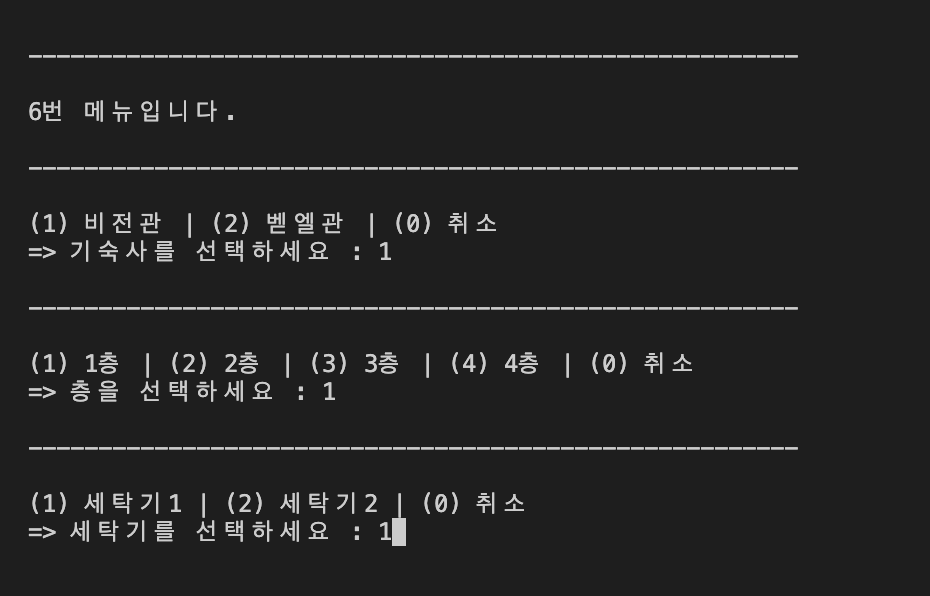 -------------------------------------------------------
6번 메뉴입니다.
-------------------------------------------------------
(1) 비전관 | (2) 벧엘관 | (0) 취소
=> 기숙사를 선택하세요 : 1
-------------------------------------------------------
(1) 1층 | (2) 2층 | (3) 3층 | (4) 4층 | (0) 취소
=> 층을 선택하세요 : 1
-------------------------------------------------------
(1) 세탁기1 | (2) 세탁기2 | (0) 취소
=> 세탁기를 선택하세요 : 1